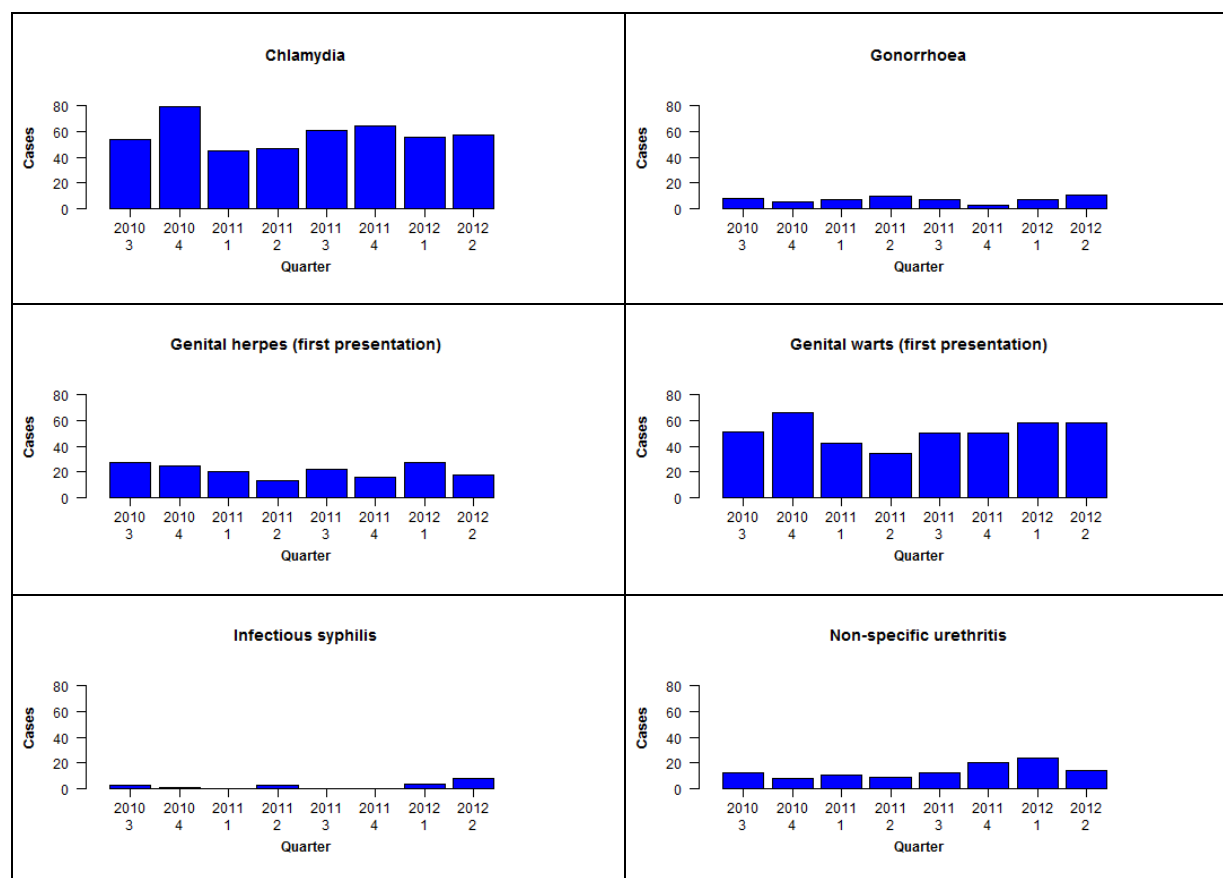 Chlamydia
80
60
40
20
0
Cases
2010 2010 2011 2011 2011 2011 2012 2012
3 4 1 2 3 4 1 2
Quarter
Gonorrhoea
80
60
40
20
0
Cases
2010 2010 2011 2011 2011 2011 2012 2012
3 4 1 2 3 4 1 2
Quarter
Genital herpes (first presentation)
80
60
40
20
0
Cases
2010 2010 2011 2011 2011 2011 2012 2012
3 4 1 2 3 4 1 2
Quarter
Genital warts (first presentation)
80
60
40
20
0
Cases
2010 2010 2011 2011 2011 2011 2012 2012
3 4 1 2 3 4 1 2
Quarter
Infectious syphilis
80
60
40
20
0
Cases
2010 2010 2011 2011 2011 2011 2012 2012
3 4 1 2 3 4 1 2
Quarter
Non-specific urethritis
80
60
40
20
0
Cases
2010 2010 2011 2011 2011 2011 2012 2012
3 4 1 2 3 4 1 2
Quarter